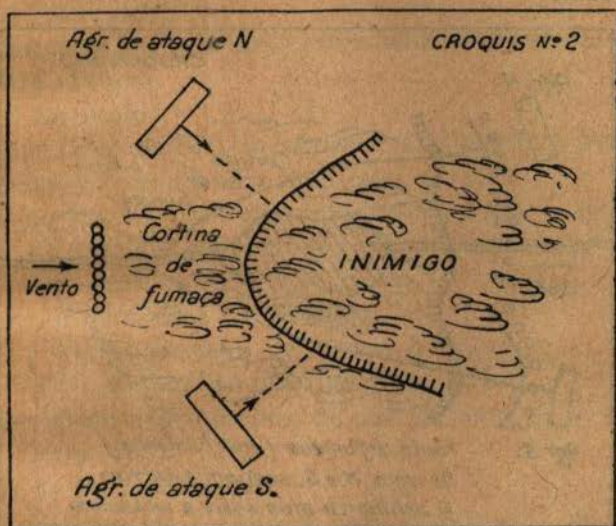 Agr. de ataque N
CROQUIS Nº 2
Cortina
de
fumaça
Vento
INIMIGO
Agr. de ataque S.